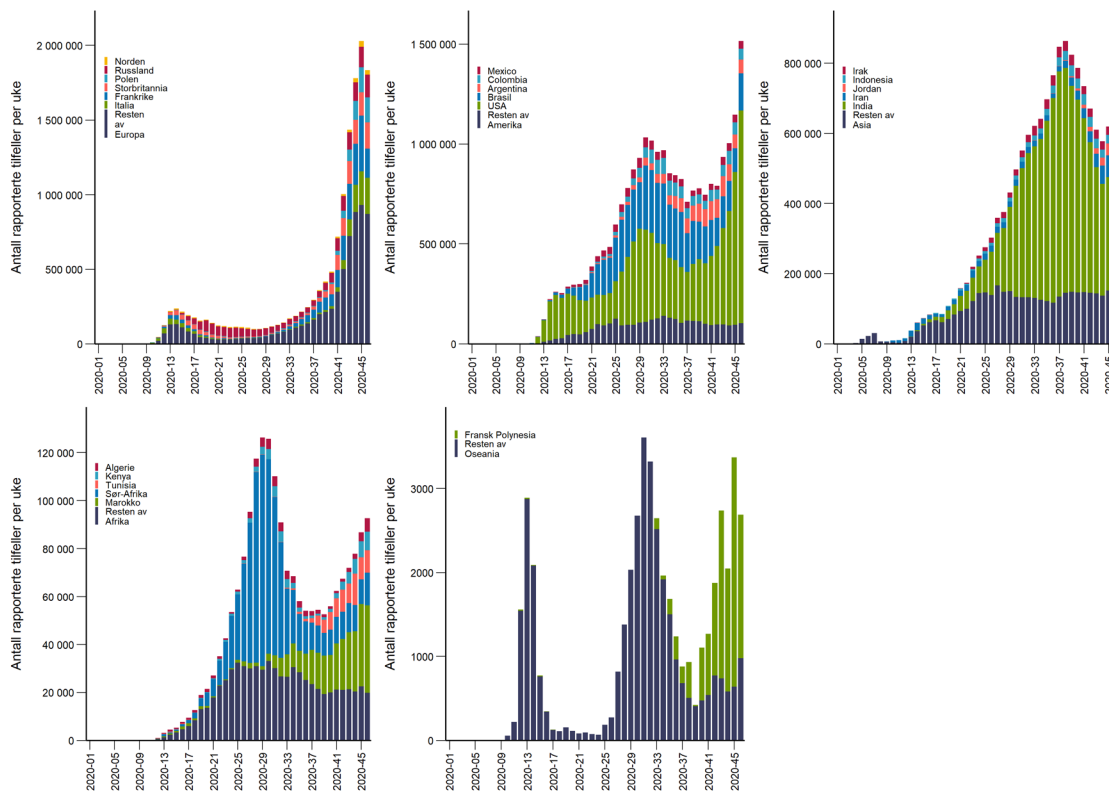 Antall rapporterte tilfeller per uke
2 000 000
1 500 000
1 000 000
500 000
0
Norden
Russland
Polen
Storbritannia
Frankrike
Italia
Resten
av
Europa
2020-01
2020-05
2020-09
2020-13
2020-17
2020-21
2020-25
2020-29
2020-33
2020-37
2020-41
2020-45
Antall rapporterte tilfeller per uke
1 500 000
1 000 000
500 000
0
Mexico
Colombia
Argentina
Brasil
USA
Resten av
Amerika
2020-01
2020-05
2020-09
2020-13
2020-17
2020-21
2020-25
2020-29
2020-33
2020-37
2020-41
2020-45
Antall rapporterte tilfeller per uke
800 000
600 000
400 000
200 000
0
Irak
Indonesia
Jordan
Iran
India
Resten av
Asia
2020-01
2020-05
2020-09
2020-13
2020-17
2020-21
2020-25
2020-29
2020-33
2020-37
2020-41
2020-45
Antall rapporterte tilfeller per uke
120 000
100 000
80 000
60 000
40 000
20 000
0
Algerie
Kenya
Tunisia
Sør-Afrika
Marokko
Resten av
Afrika
2020-01
2020-05
2020-09
2020-13
2020-17
2020-21
2020-25
2020-29
2020-33
2020-37
2020-41
2020-45
Antall rapporterte tilfeller per uke
3000
2000
1000
0
Fransk Polynesia
Resten av
Oseania
2020-01
2020-05
2020-09
2020-13
2020-17
2020-21
2020-25
2020-29
2020-33
2020-37
2020-41
2020-45